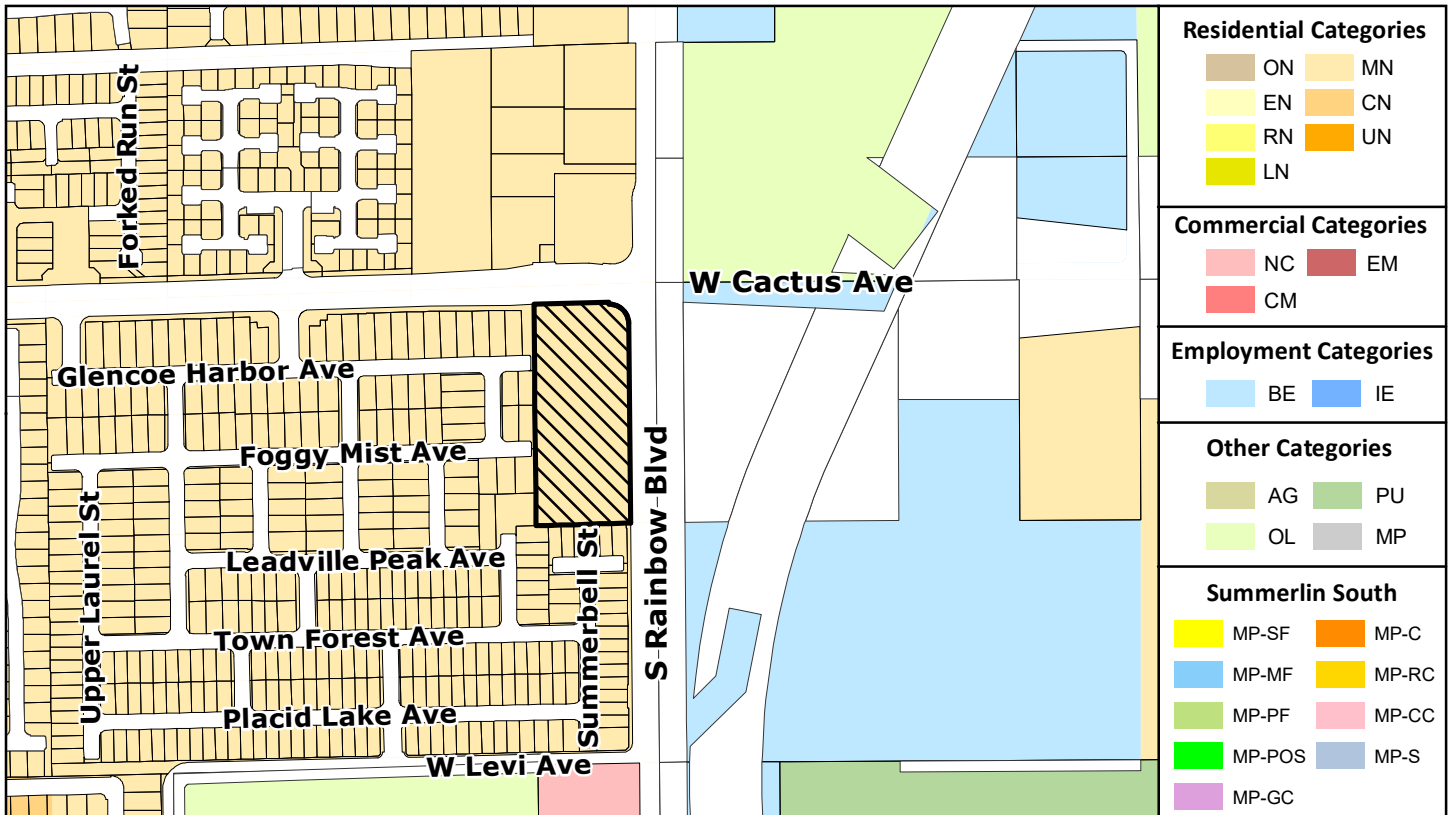 Forked Run St
W Cactus Ave
Glencoe Harbor Ave
Foggy Mist Ave
Upper Laurel St
Leadville Peak Ave
Summerbell St
S Rainbow Blvd
Town Forest Ave
Placid Lake Ave
W Levi Ave
Residential Categories
ON MN
EN CN
RN UN
LN
Commercial Categories
NC EM
CM
Employment Categories
BE IE
Other Categories
AG PU
OL MP
Summerlin South
MP-SF MP-C
MP-MF MP-RC
MP-PF MP-CC
MP-POS MP-S
MP-GC